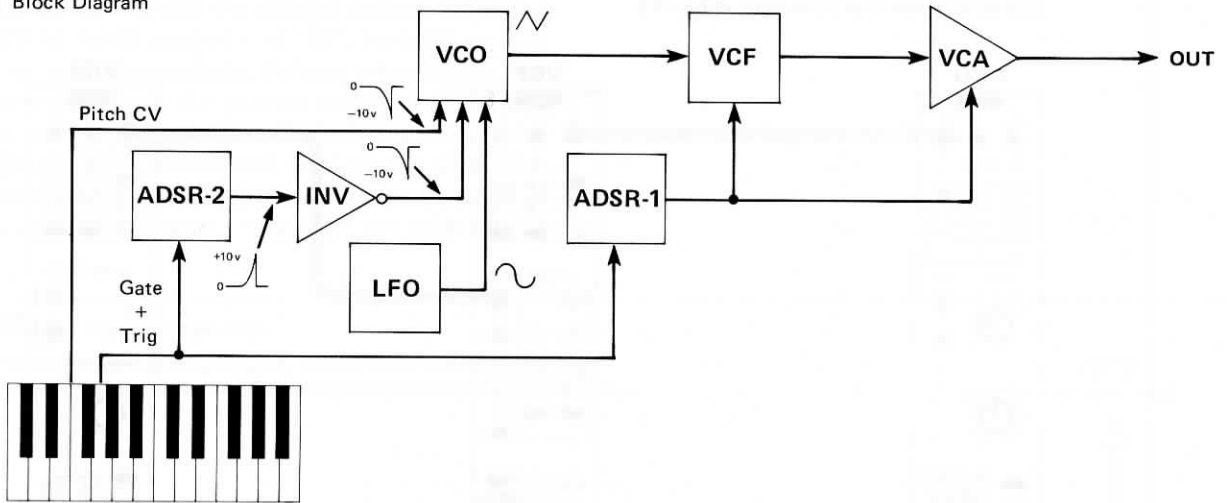 Block Diagram
VCO
VCF
VCA
OUT
0
-10v
Pitch CV
0
-10v
ADSR-2
INV
ADSR-1
+10v
0
LFO
Gate
+
Trig